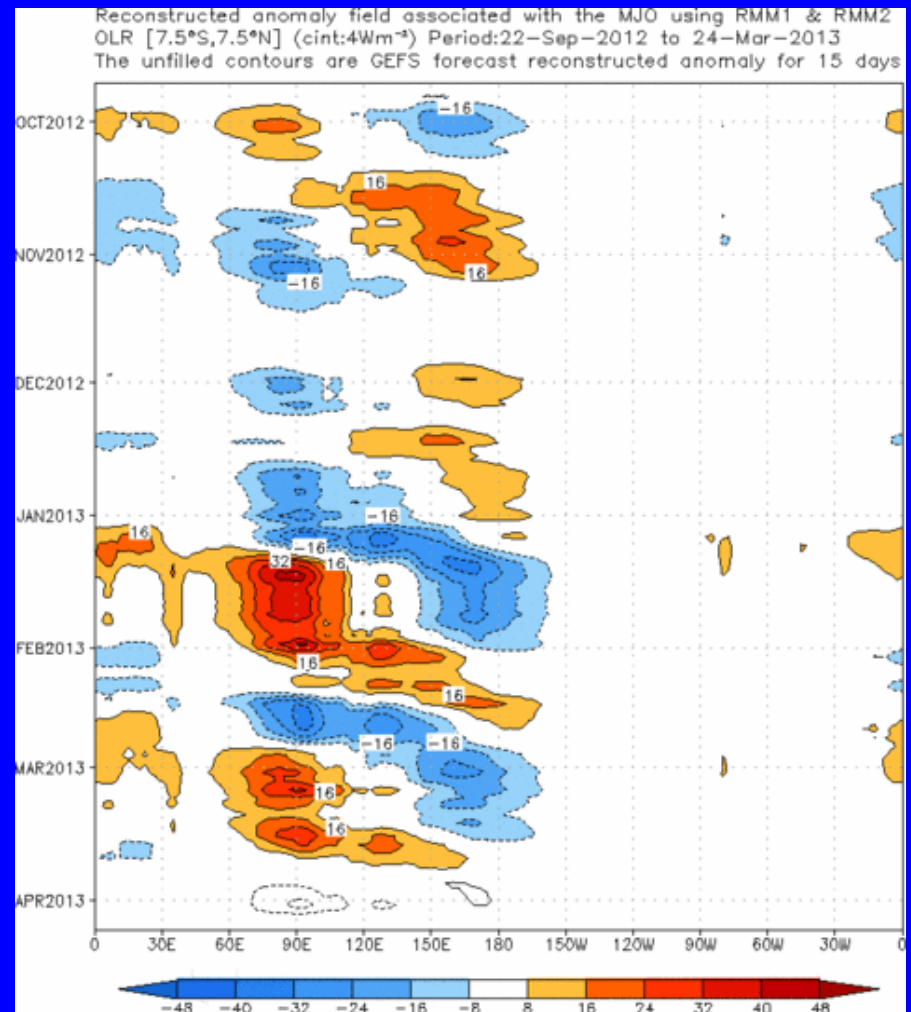 Reconstructed anomaly field associated with the MJO using RMM1 & RMM2
OLR [7.5°S,7.5°N] (cint:4Wm⁻²) Period:22-Sep-2012 to 24-Mar-2013
The unfilled contours are GEFS forecast reconstructed anomaly for 15 days
-16
OCT2012
16
NOV2012
16
-16
DEC2012
JAN2013
-16
16
-16
32
16
FEB2013
16
16
-16
-16
MAR2013
16
16
APR2013
0 30E 60E 90E 120E 150E 180 150W 120W 90W 60W 30W 0
-48 -40 -32 -24 -16 -8 8 16 24 32 40 48